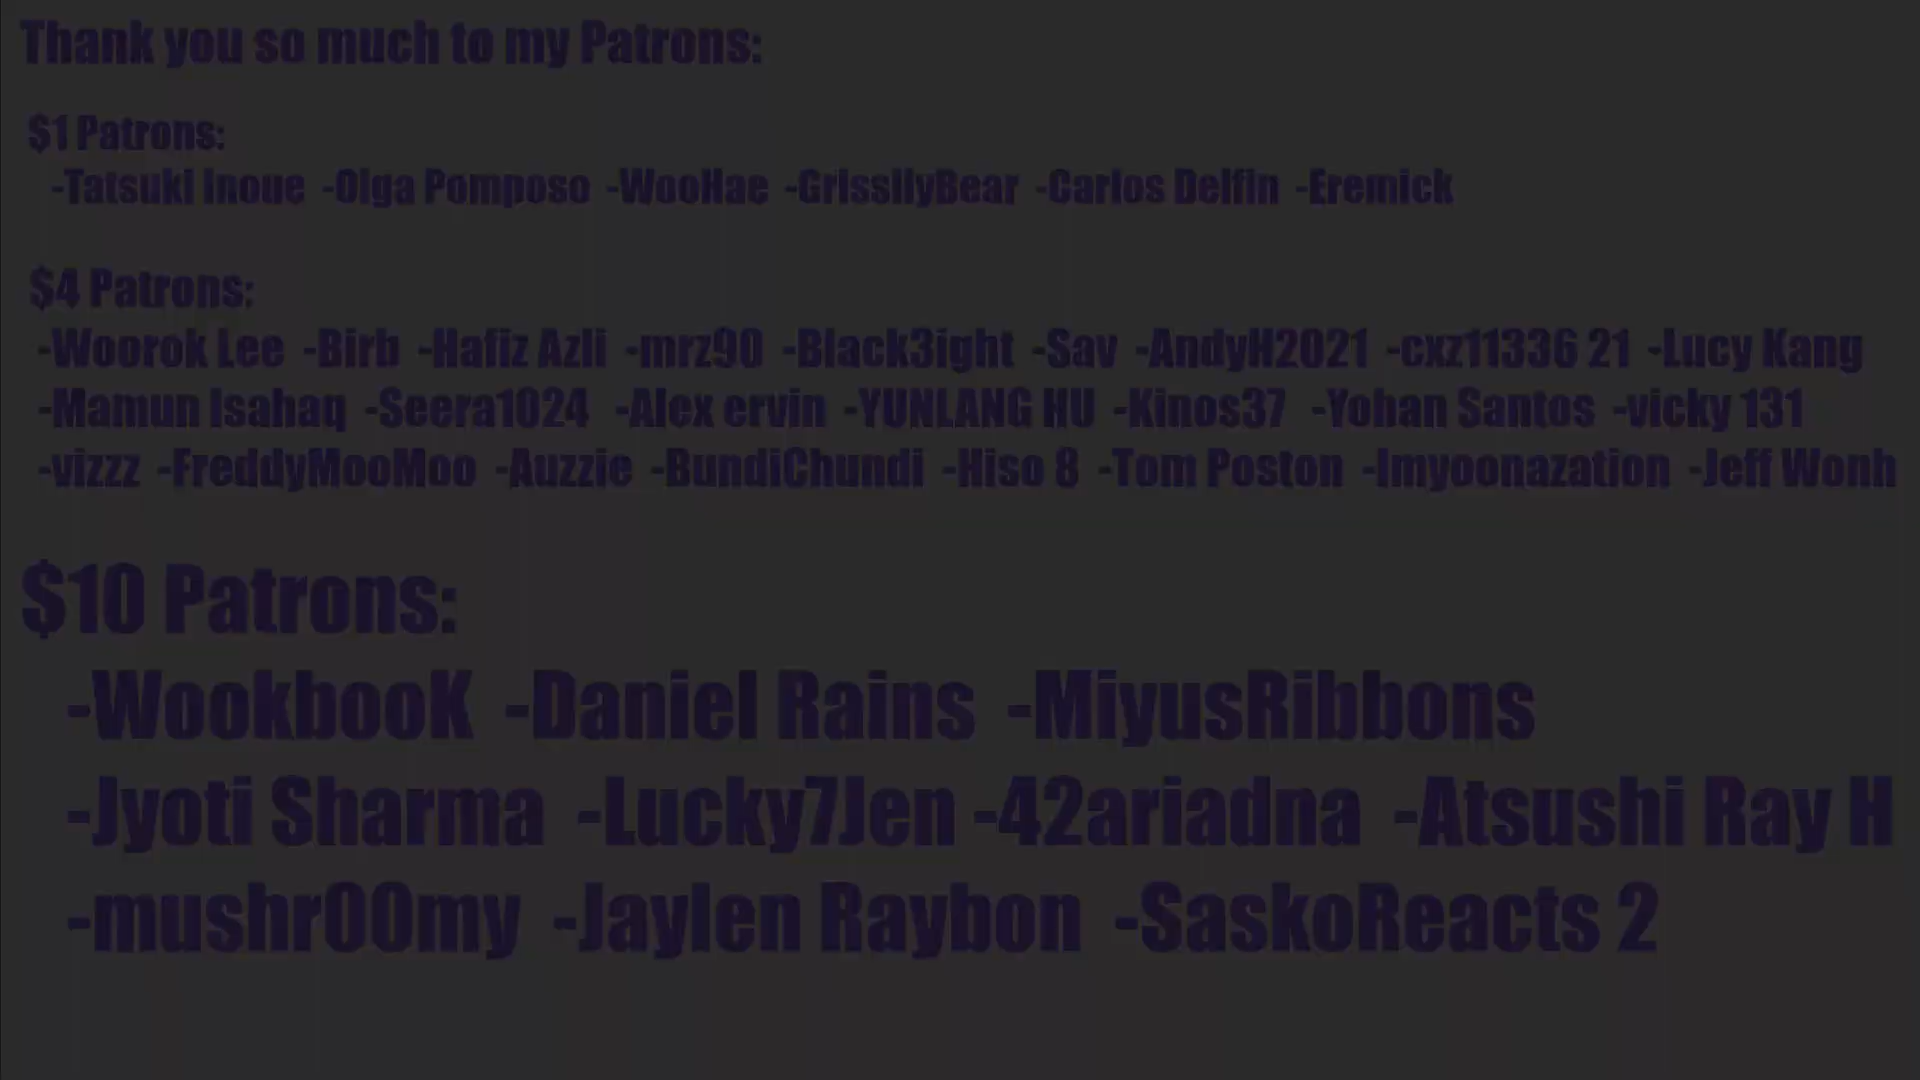 Thank you so much to my Patrons:
$1 Patrons:
-Tatsuki Inoue -Olga Pomposo -WooHae -GrissllyBear -Carlos Delfin -Eremick
$4 Patrons:
-Woorok Lee -Birb -Hafiz Azli -mrz90 -Black3ight -Sav -AndyH2021 -cxz11336 21 -Lucy Kang
-Mamun Isahaq -Seera1024 -Alex ervin -YUNLANG HU -Kinos37 -Yohan Santos -vicky 131
-vizzz -FreddyMooMoo -Auzzie -BundiChundi -Hiso 8 -Tom Poston -Imyoonazation -Jeff Wonh
$10 Patrons:
-WookbooK -Daniel Rains -MiyusRibbons
-Jyoti Sharma -Lucky7Jen -42ariadna -Atsushi Ray H
-mushr00my -Jaylen Raybon -SaskoReacts 2